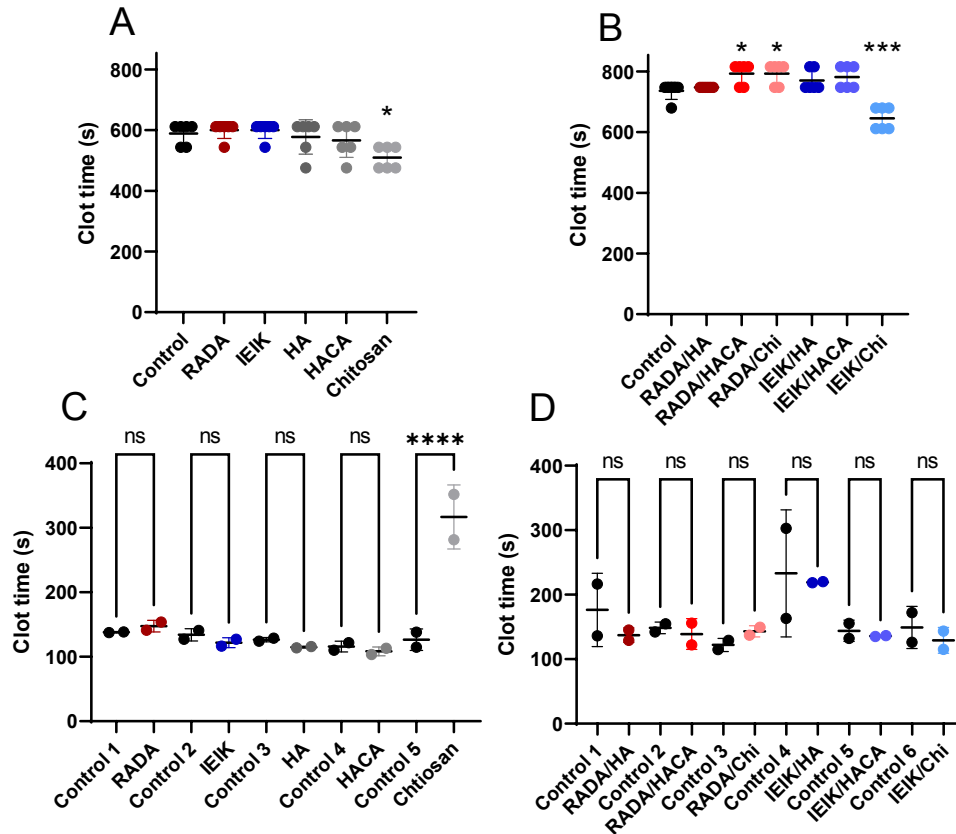 A
Clot time (s)
800
600
400
200
0
*
Control
RADA
IEIK
HA
HACA
Chitosan
B
Clot time (s)
800
600
400
200
0
* * ***
Control
RADA/HA
RADA/HACA
RADA/Chi
IEIK/HA
IEIK/HACA
IEIK/Chi
C
Clot time (s)
400
300
200
100
0
ns ns ns ns ****
Control 1
RADA
Control 2
IEIK
Control 3
HA
Control 4
HACA
Control 5
Chtiosan
D
Clot time (s)
400
300
200
100
0
ns ns ns ns ns ns
Control 1
RADA/HA
Control 2
RADA/HACA
Control 3
RADA/Chi
Control 4
IEIK/HA
Control 5
IEIK/HACA
Control 6
IEIK/Chi